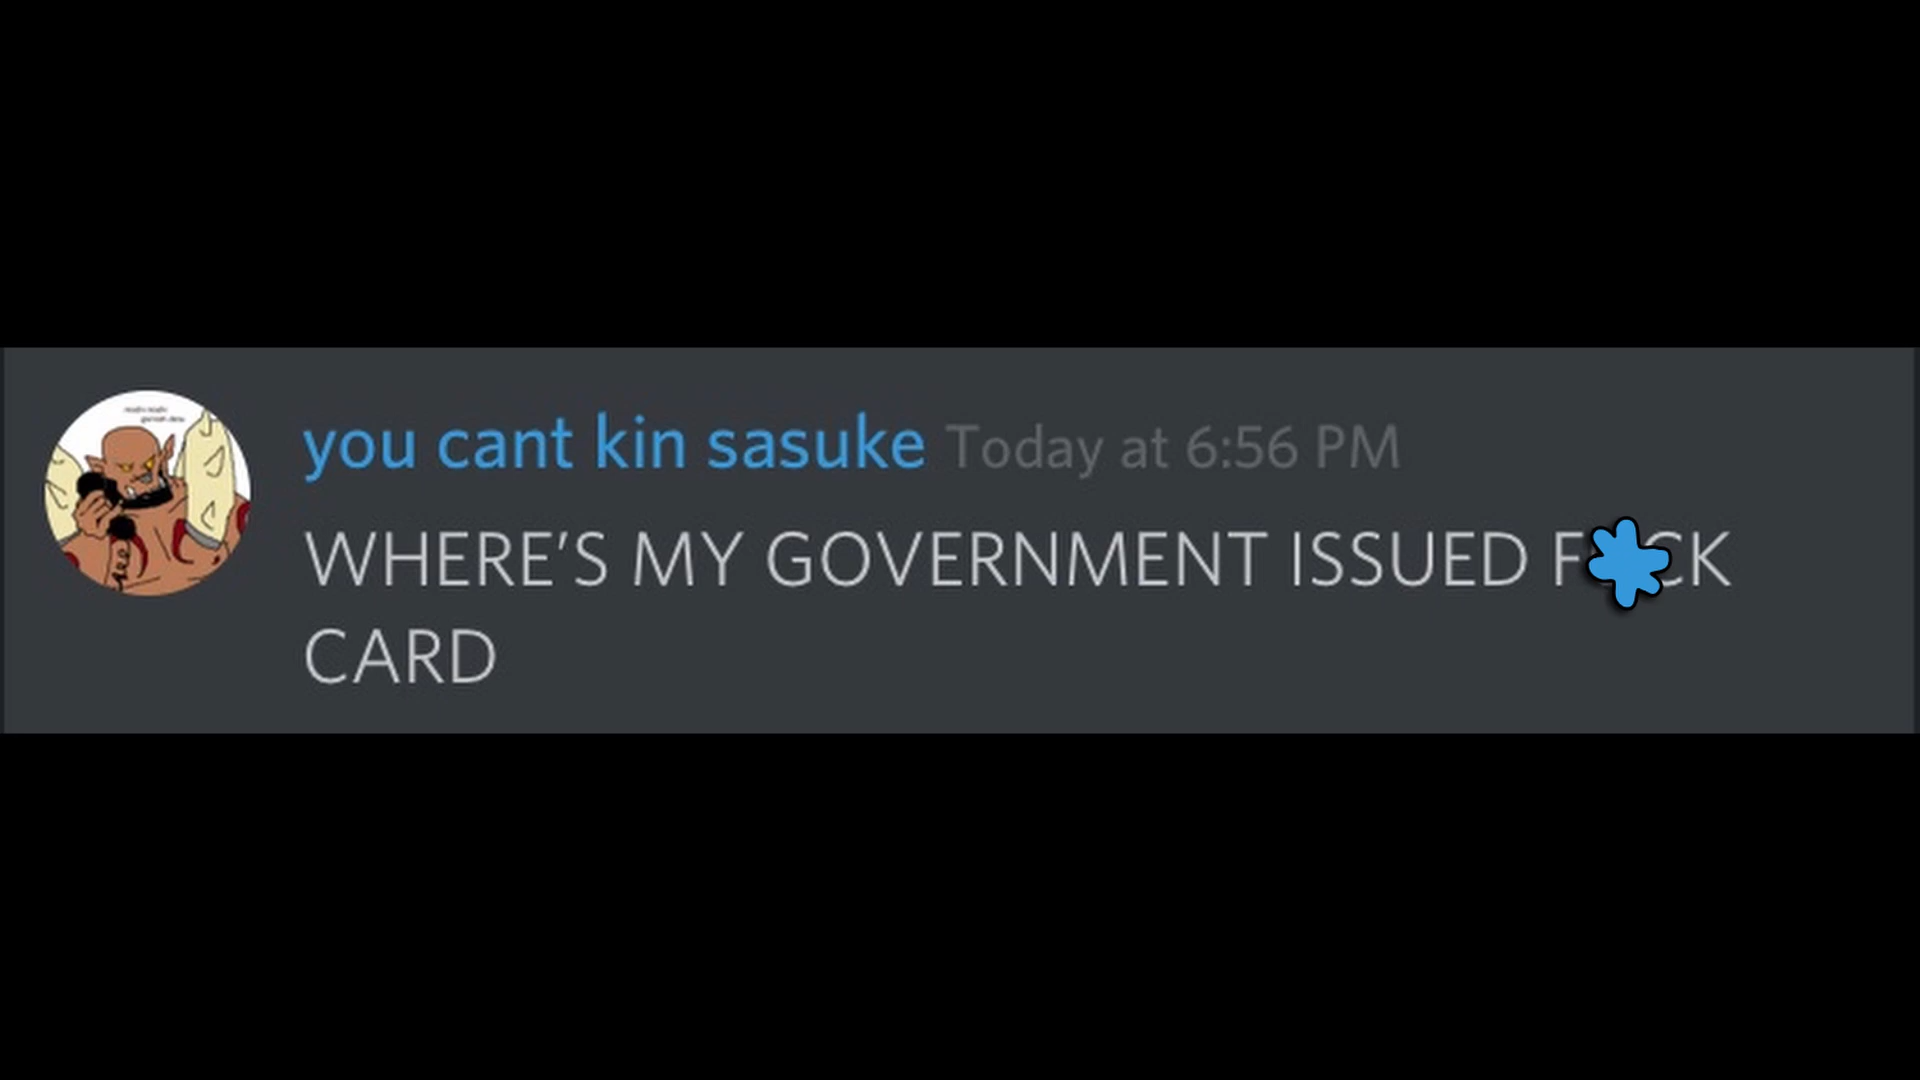 you cant kin sasuke Today at 6:56 PM
WHERE'S MY GOVERNMENT ISSUED F*CK
CARD